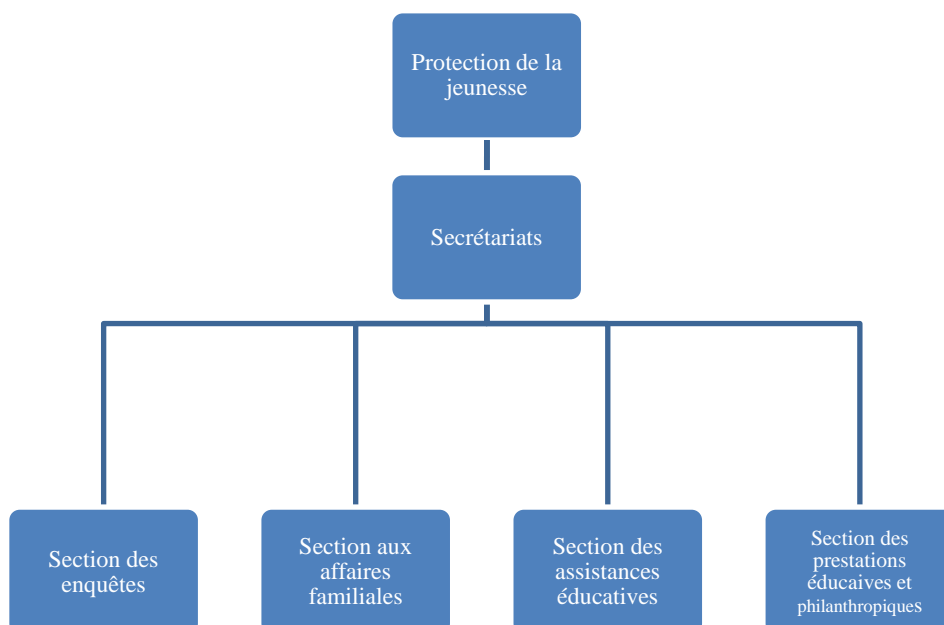 Protection de la
jeunesse
Secrétariats
Section des
enquêtes
Section aux
affaires
familiales
Section des
assistances
éducatives
Section des
prestations
éducaives et
philanthropiques